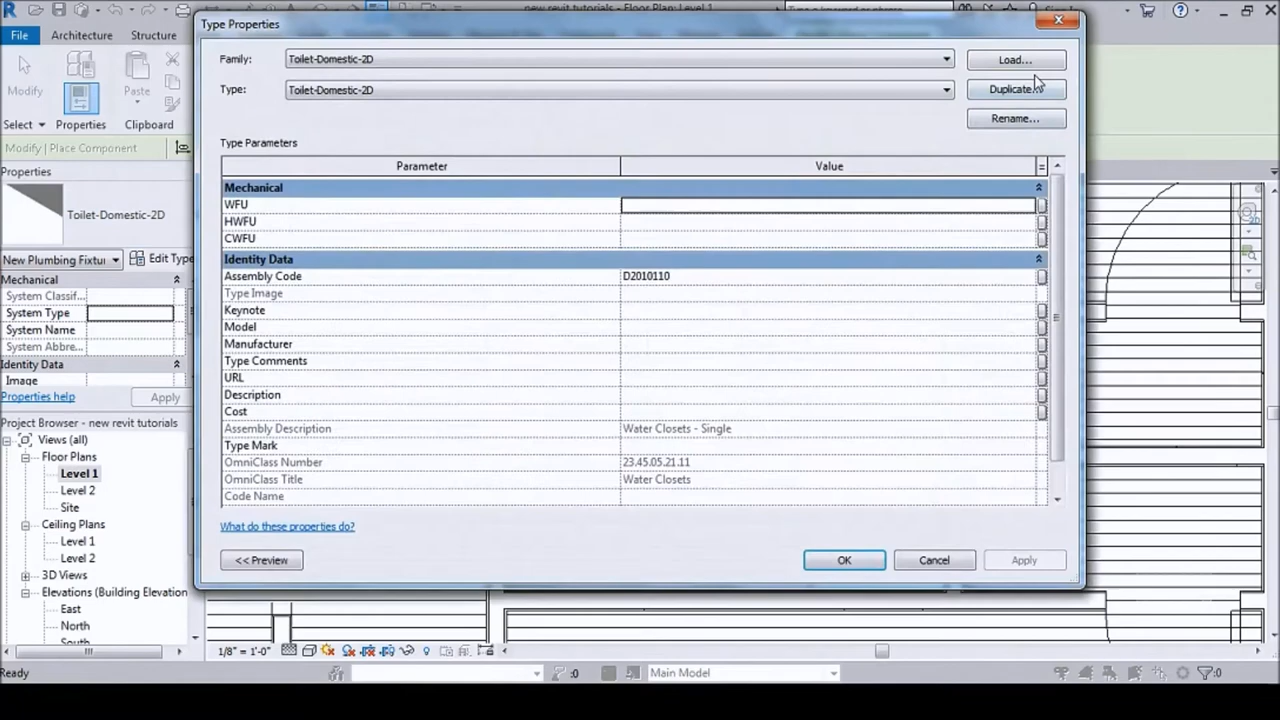 new revit tutorials - Floor Plan: Level 1
Type Properties
File
Architecture
Structure
Family:
Toilet-Domestic-2D
Load...
Type:
Toilet-Domestic-2D
Duplicate...
Rename...
Modify
Paste
Select
Properties
Clipboard
Type Parameters
Modify | Place Component
Parameter
Value
=
Properties
Mechanical
WFU
HWFU
CWFU
Toilet-Domestic-2D
New Plumbing Fixtur
Edit Type
Identity Data
Assembly Code
D2010110
Type Image
Keynote
Model
Manufacturer
Type Comments
URL
Description
Cost
Assembly Description
Water Closets - Single
Type Mark
OmniClass Number
23.45.05.21.11
OmniClass Title
Water Closets
Code Name
Mechanical
System Classif...
System Type
System Name
System Abbre...
Identity Data
Image
Properties help
Apply
Project Browser - new revit tutorials
Views (all)
Floor Plans
Level 1
Level 2
Site
Ceiling Plans
Level 1
Level 2
3D Views
Elevations (Building Elevation
East
North
South
What do these properties do?
<< Preview
OK
Cancel
Apply
1/8" = 1'-0"
Ready
:0
Main Model
:0